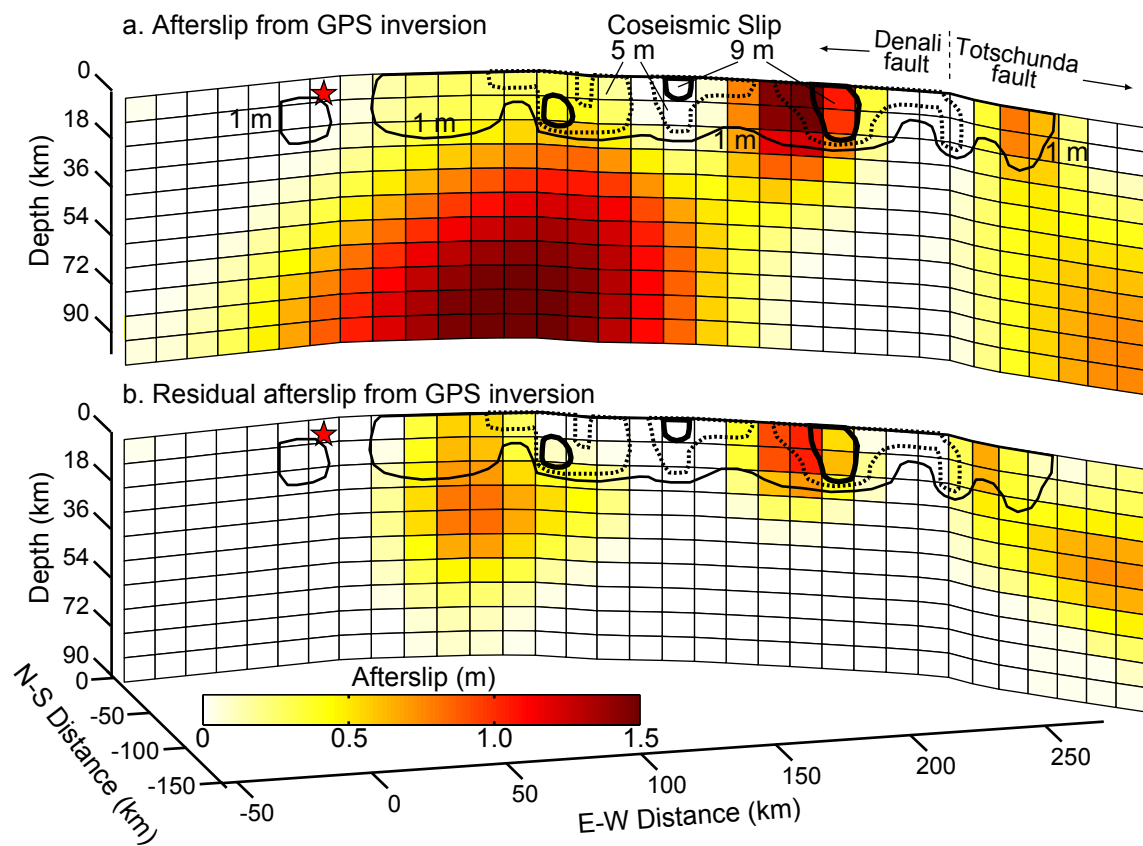 a. Afterslip from GPS inversion
Coseismic Slip
5 m
9 m
Denali
fault
Totschunda
fault
1 m
1 m
1 m
1 m
0
18
36
54
72
90
Depth (km)
b. Residual afterslip from GPS inversion
0
18
36
54
72
90
Depth (km)
0
-50
-100
-150
N-S Distance (km)
Afterslip (m)
0
0.5
1.0
1.5
-50
0
50
100
150
200
250
E-W Distance (km)